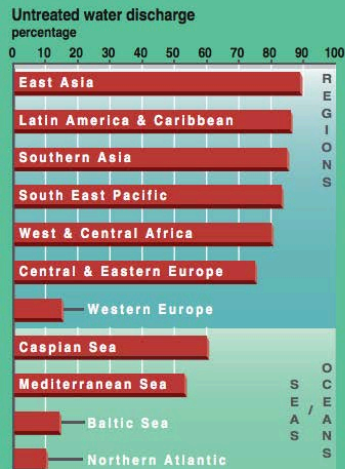 Untreated water discharge
percentage
0 10 20 30 40 50 60 70 80 90 100
East Asia
Latin America & Caribbean
Southern Asia
South East Pacific
West & Central Africa
Central & Eastern Europe
Western Europe
REGIONS
Caspian Sea
Mediterranean Sea
Baltic Sea
Northern Atlantic
SEAS / OCEANS